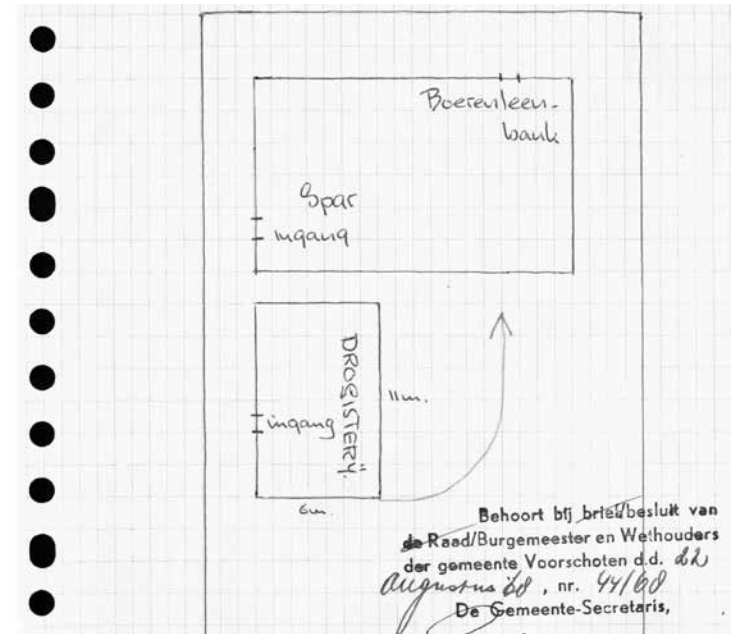 Boerenleen-
bank
Spar
ingang
DROGISTERIJ.
ingang
11m.
6m.
Behoort bij brief/besluit van
de Raad/Burgemeester en Wethouders
der gemeente Voorschoten d.d. 22
Augustus '68, nr. 44/68
De Gemeente-Secretaris,